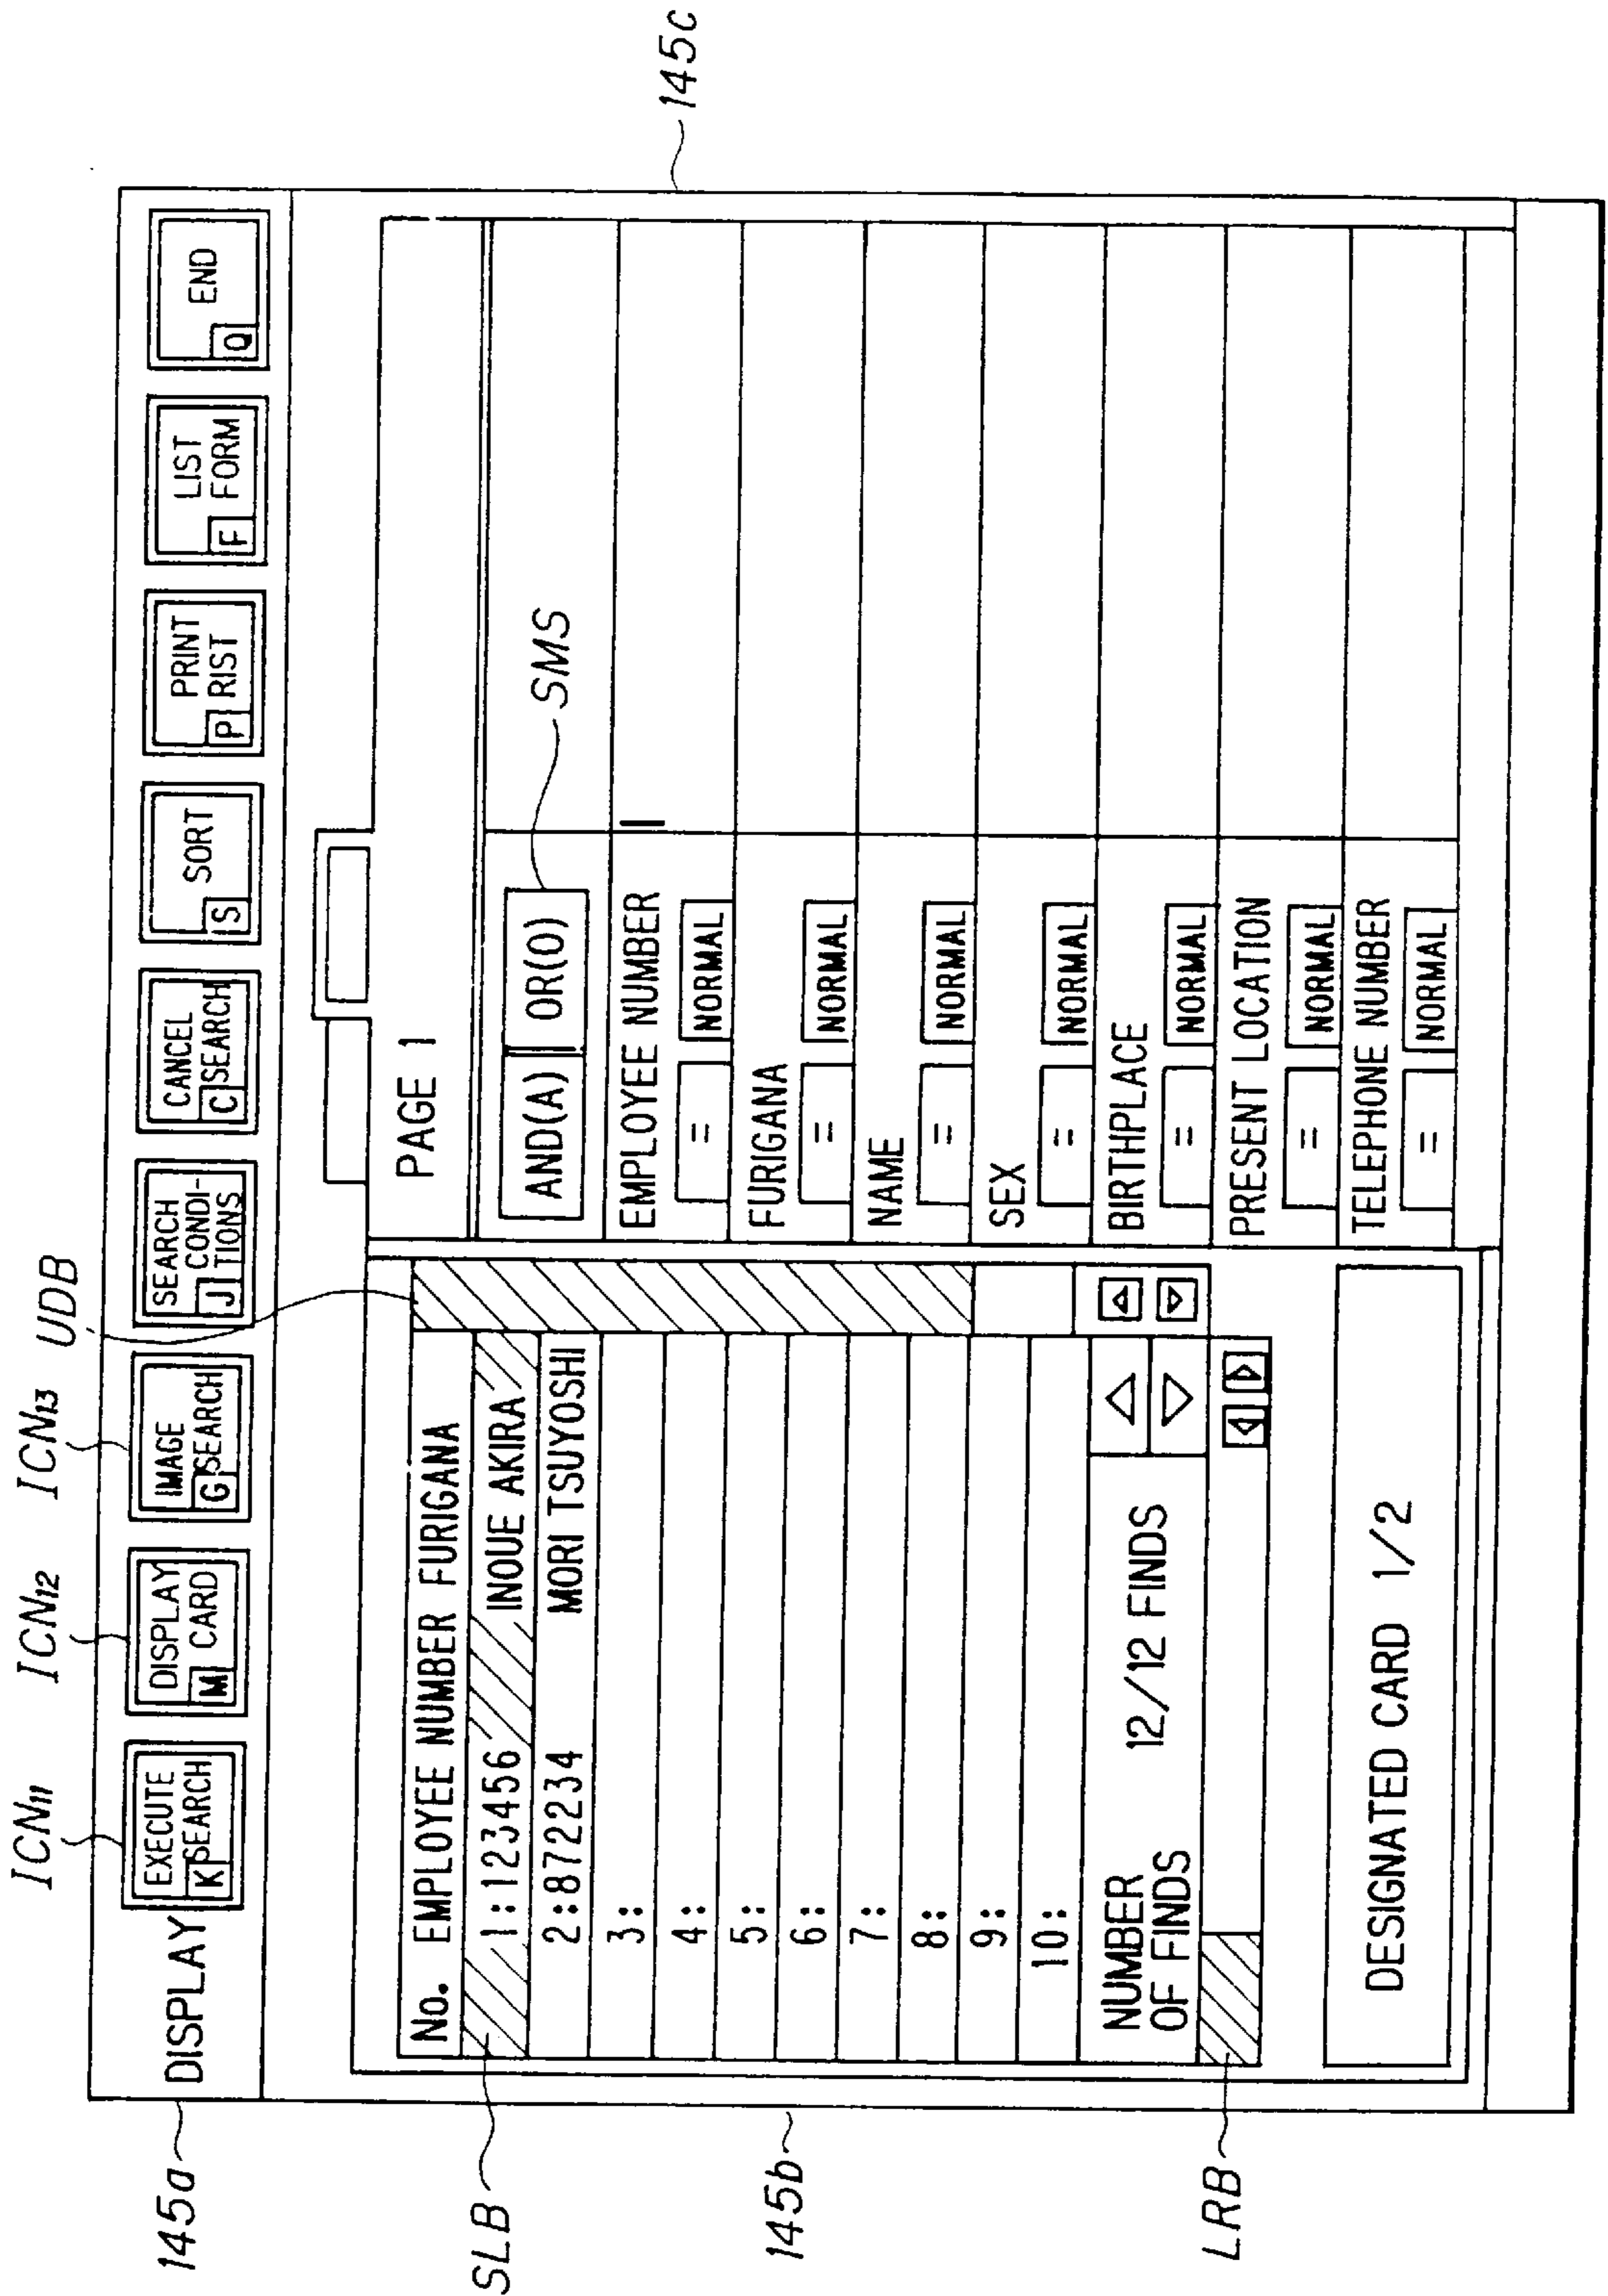 ICN11
ICN12
ICN13
UDB
145a
DISPLAY
EXECUTE
K SEARCH
DISPLAY
M CARD
IMAGE
G SEARCH
SEARCH
CONDI-
J TIONS
CANCEL
C SEARCH
SORT
S
PRINT
P RIST
LIST
F FORM
END
Q
SLB
145b
LRB
No. EMPLOYEE NUMBER FURIGANA
1:123456 INOUE AKIRA
2:872234 MORI TSUYOSHI
3:
4:
5:
6:
7:
8:
9:
10:
NUMBER
OF FINDS
12/12 FINDS
DESIGNATED CARD 1/2
145c
PAGE 1
AND(A) OR(O)
SMS
EMPLOYEE NUMBER
= NORMAL
FURIGANA
= NORMAL
NAME
= NORMAL
SEX
= NORMAL
BIRTHPLACE
= NORMAL
PRESENT LOCATION
= NORMAL
TELEPHONE NUMBER
= NORMAL